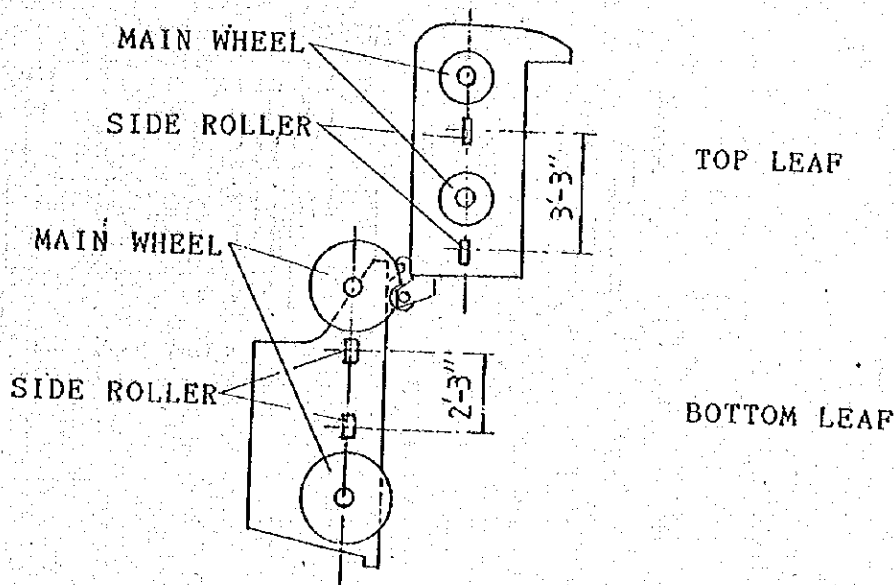 MAIN WHEEL
SIDE ROLLER
TOP LEAF
3'-3"
MAIN WHEEL
SIDE ROLLER
2'-3"
BOTTOM LEAF